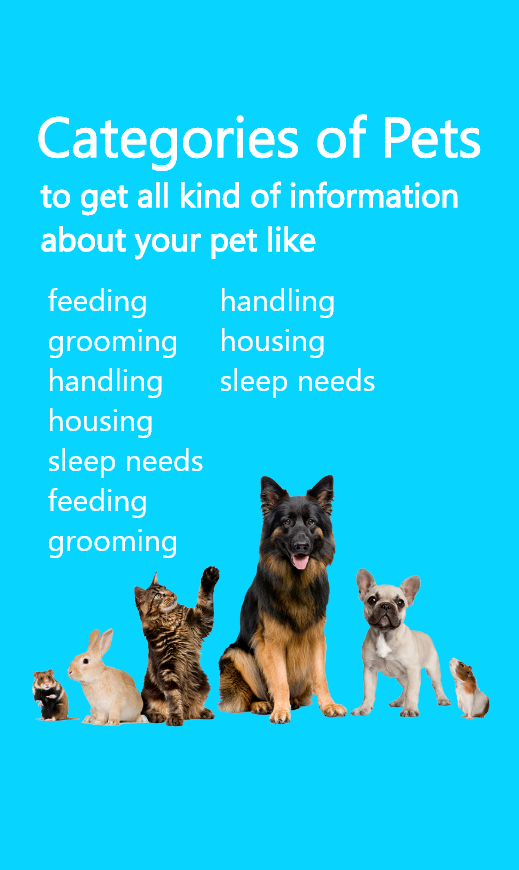 Categories of Pets
to get all kind of information
about your pet like
feeding
grooming
handling
housing
sleep needs
feeding
grooming
handling
housing
sleep needs